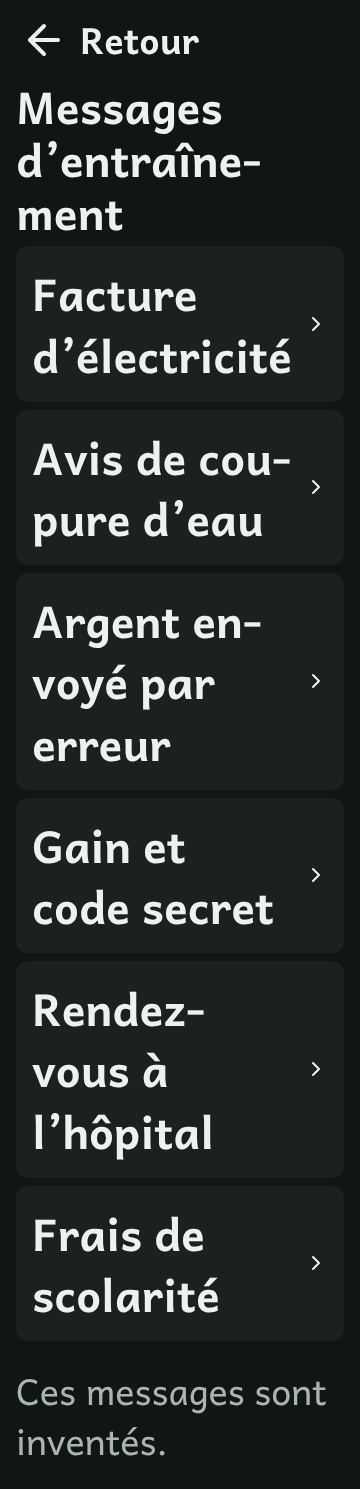 Retour
Messages
d’entraîne-
ment
Facture
d’électricité
Avis de cou-
pure d’eau
Argent en-
voyé par
erreur
Gain et
code secret
Rendez-
vous à
l’hôpital
Frais de
scolarité
Ces messages sont
inventés.